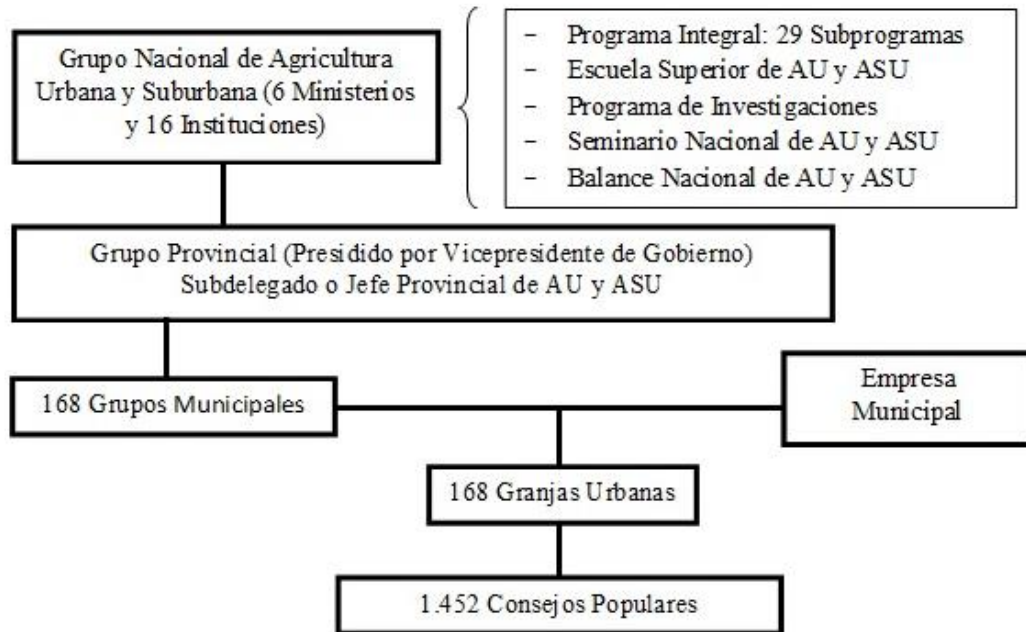 Grupo Nacional de Agricultura
Urbana y Suburbana (6 Ministerios
y 16 Instituciones)
- Programa Integral: 29 Subprogramas
- Escuela Superior de AU y ASU
- Programa de Investigaciones
- Seminario Nacional de AU y ASU
- Balance Nacional de AU y ASU
Grupo Provincial (Presidido por Vicepresidente de Gobierno)
Subdelegado o Jefe Provincial de AU y ASU
168 Grupos Municipales
Empresa
Municipal
168 Granjas Urbanas
1.452 Consejos Populares